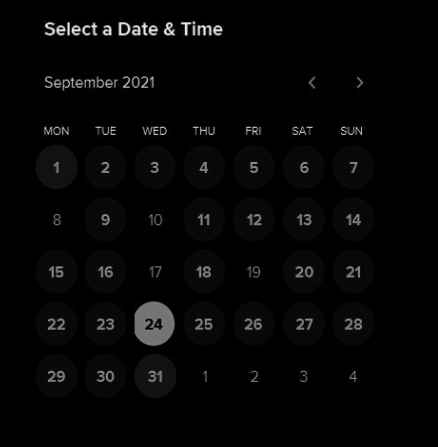 Select a Date & Time
September 2021
MON TUE WED THU FRI SAT SUN
1 2 3 4 5 6 7
8 9 10 11 12 13 14
15 16 17 18 19 20 21
22 23 24 25 26 27 28
29 30 31 1 2 3 4